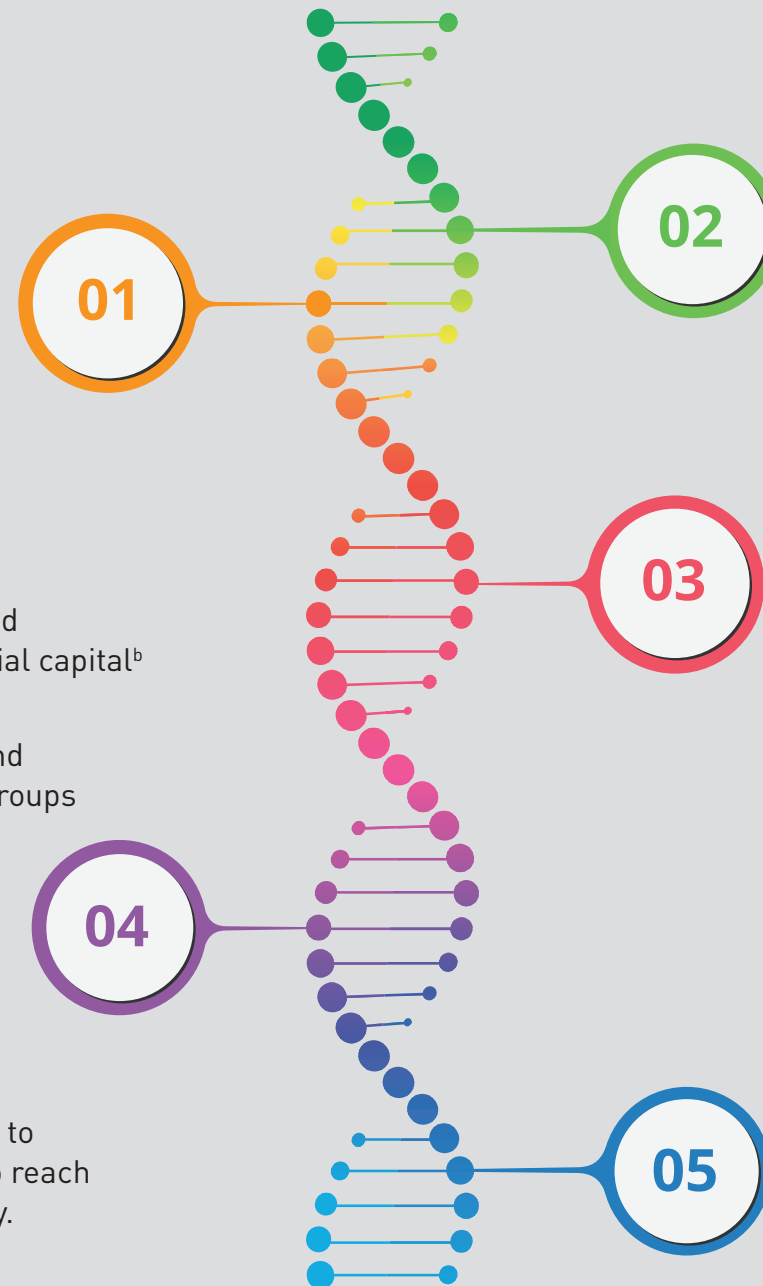 02
01
03
d
ial capitalᵇ
nd
roups
04
to
o reach
y.
05